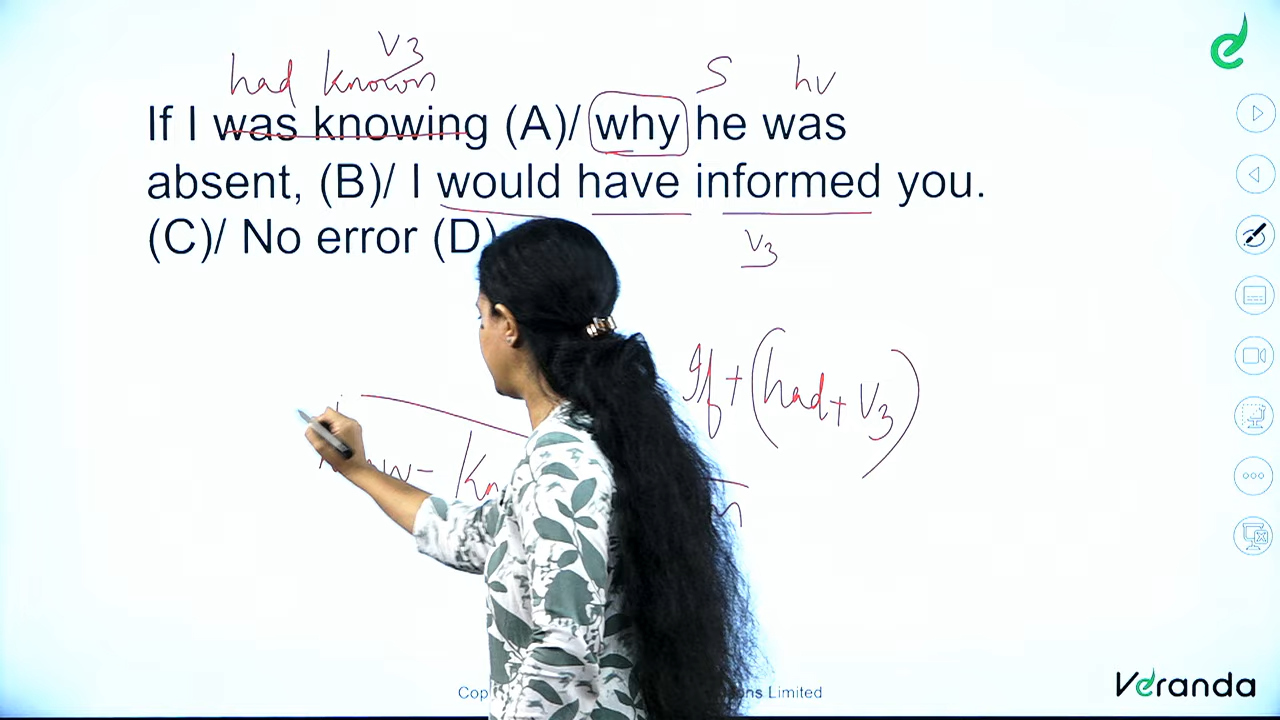 had known V3 S hv
If I was knowing (A)/ why he was
absent, (B)/ I would have informed you.
(C)/ No error (D)
V3
If + (had + V3)
Veranda